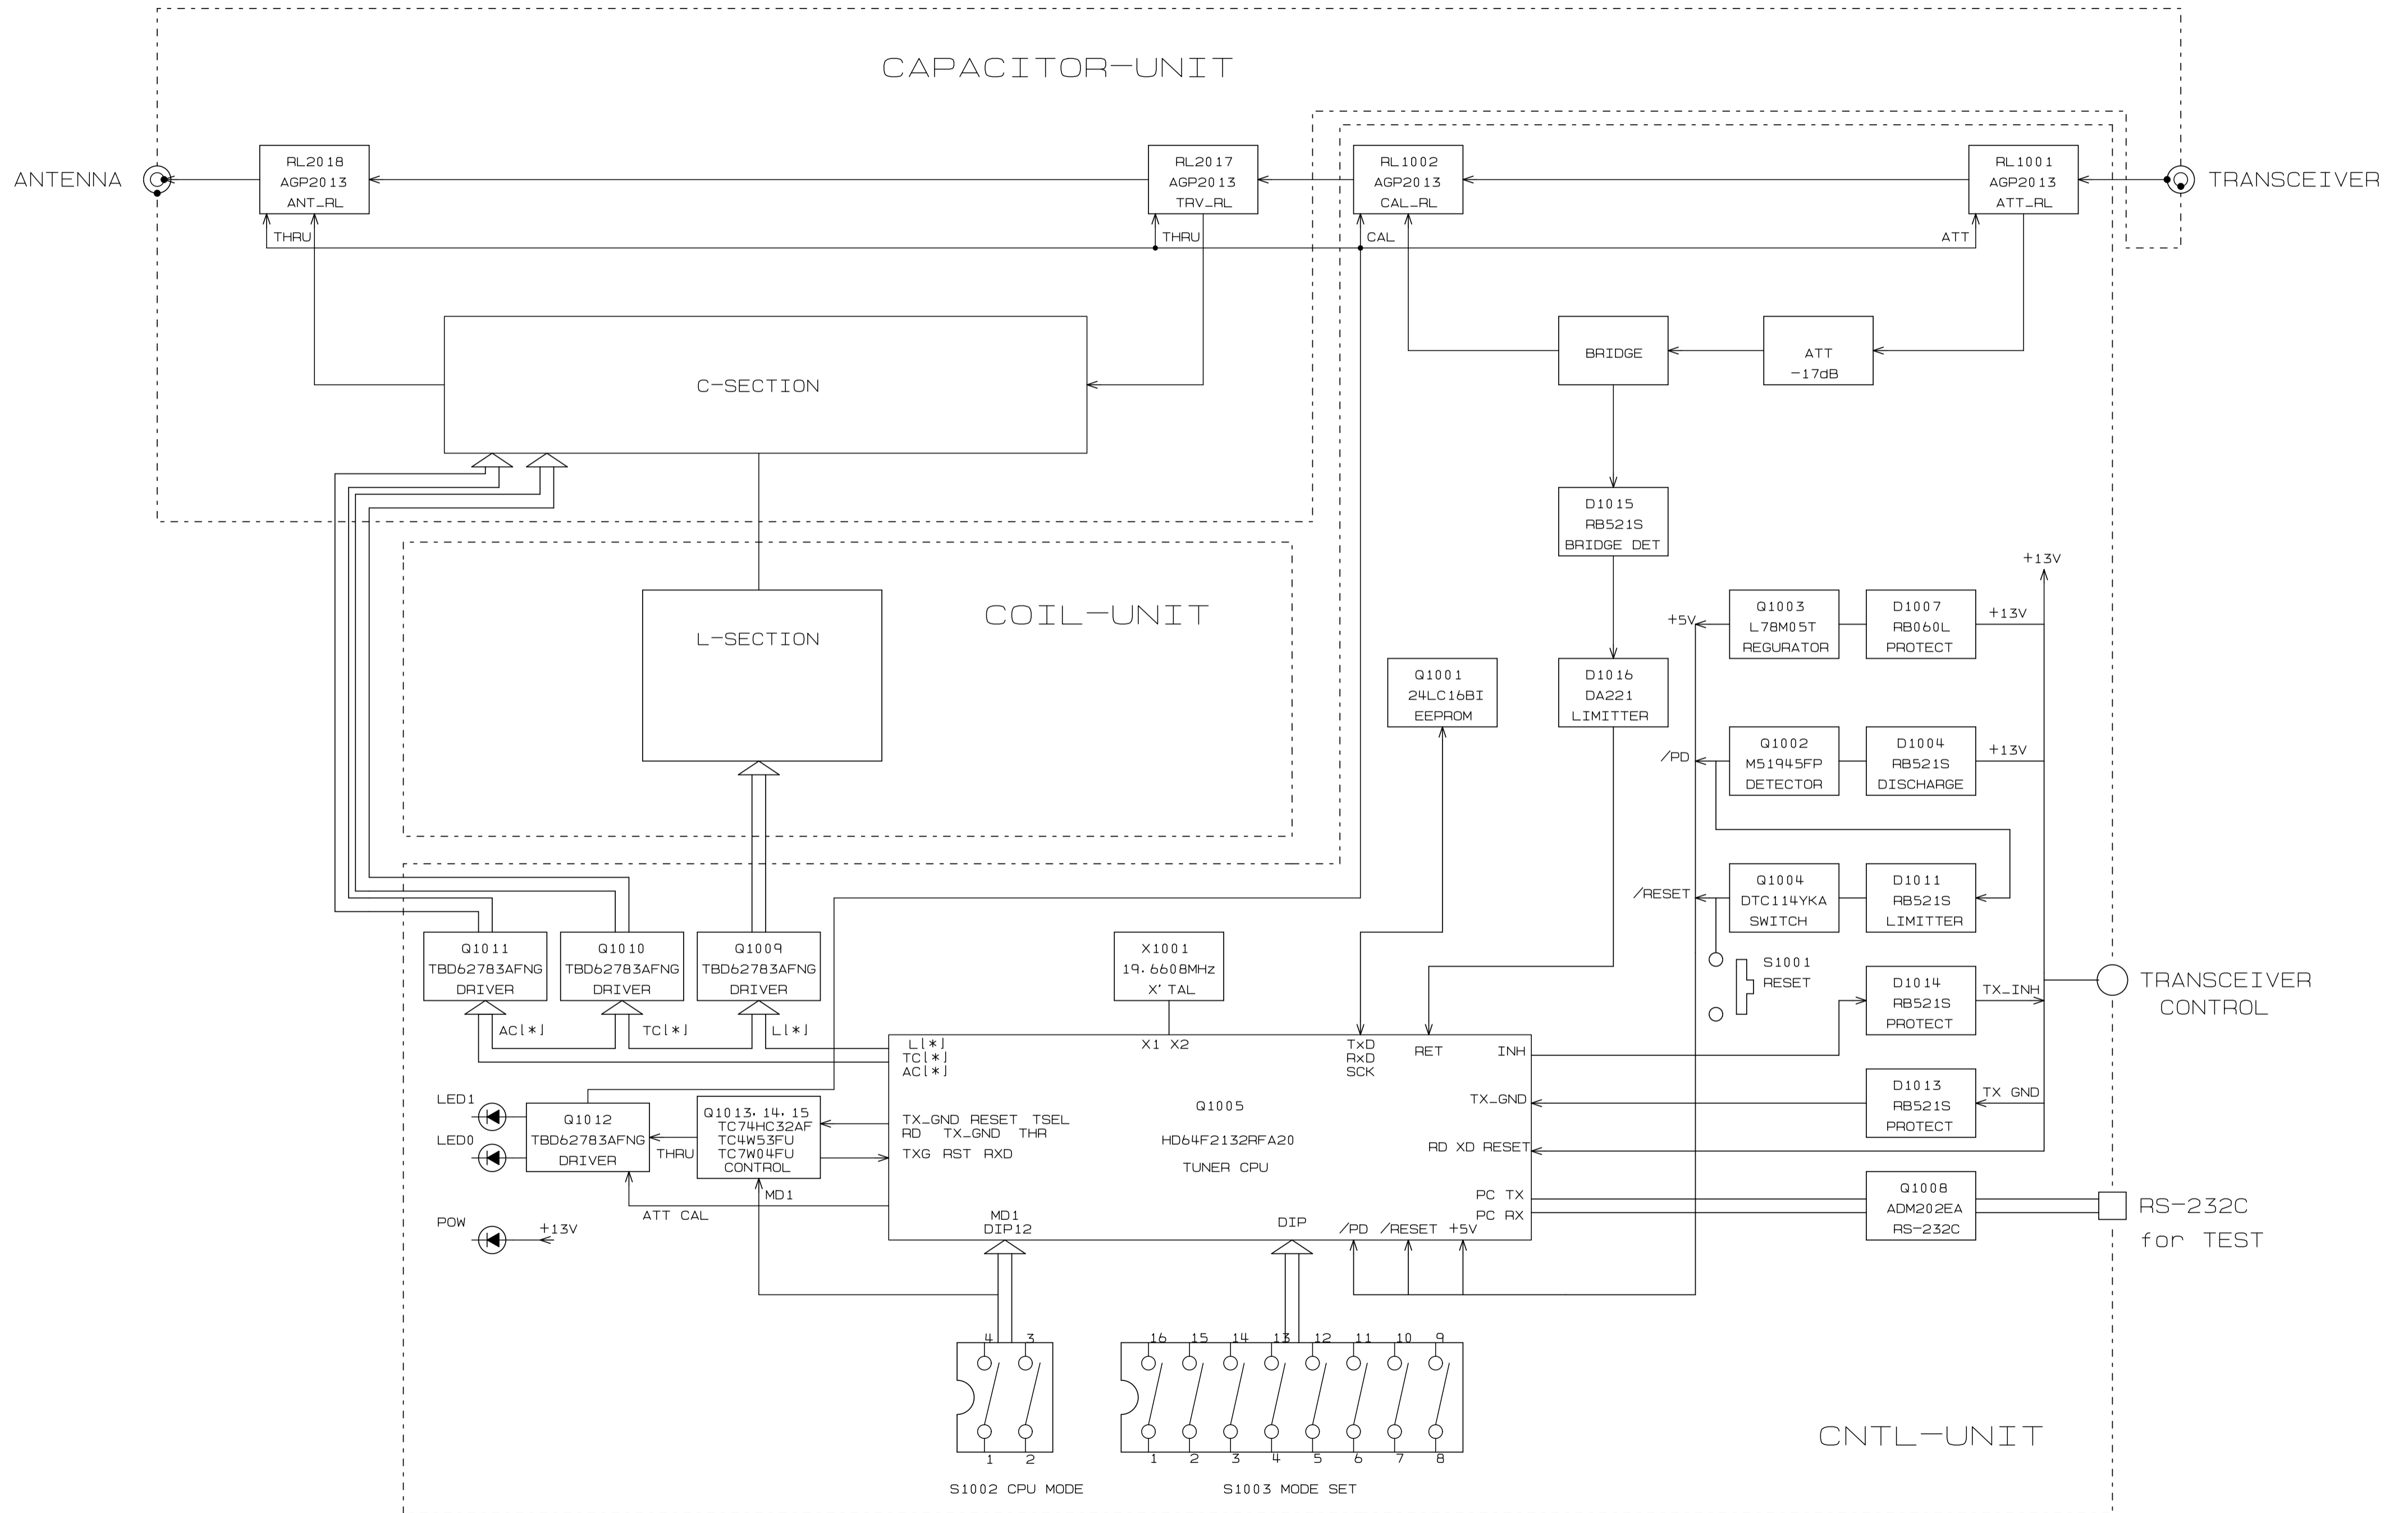 CAPACITOR-UNIT
ANTENNA
RL2018
AGP2013
ANT_RL
RL2017
AGP2013
TRV_RL
RL1002
AGP2013
CAL_RL
RL1001
AGP2013
ATT_RL
TRANSCEIVER
THRU
THRU
CAL
ATT
C-SECTION
BRIDGE
ATT
-17dB
D1015
RB521S
BRIDGE DET
COIL-UNIT
L-SECTION
+13V
+5V
Q1003
L78M05T
REGURATOR
D1007
RB060L
PROTECT
+13V
Q1001
24LC16BI
EEPROM
D1016
DA221
LIMITTER
/PD
Q1002
M51945FP
DETECTOR
D1004
RB521S
DISCHARGE
+13V
/RESET
Q1004
DTC114YKA
SWITCH
D1011
RB521S
LIMITTER
Q1011
TBD62783AFNG
DRIVER
Q1010
TBD62783AFNG
DRIVER
Q1009
TBD62783AFNG
DRIVER
X1001
19.6608MHz
X' TAL
S1001
RESET
D1014
RB521S
PROTECT
TX_INH
TRANSCEIVER
CONTROL
AC[*]
TC[*]
L[*]
L[*]
TC[*]
AC[*]
X1 X2
TxD
RxD
SCK
RET
INH
LED1
LED0
Q1012
TBD62783AFNG
DRIVER
THRU
Q1013, 14, 15
TC74HC32AF
TC4W53FU
TC7W04FU
CONTROL
TX_GND RESET TSEL
RD TX_GND THR
TXG RST RXD
Q1005
HD64F2132RFA20
TUNER CPU
TX_GND
D1013
RB521S
PROTECT
TX GND
RD XD RESET
PC TX
PC RX
Q1008
ADM202EA
RS-232C
RS-232C
for TEST
MD1
ATT CAL
POW
+13V
MD1
DIP12
DIP
/PD
/RESET
+5V
4 3
16 15 14 13 12 11 10 9
1 2
1 2 3 4 5 6 7 8
S1002 CPU MODE
S1003 MODE SET
CNTL-UNIT